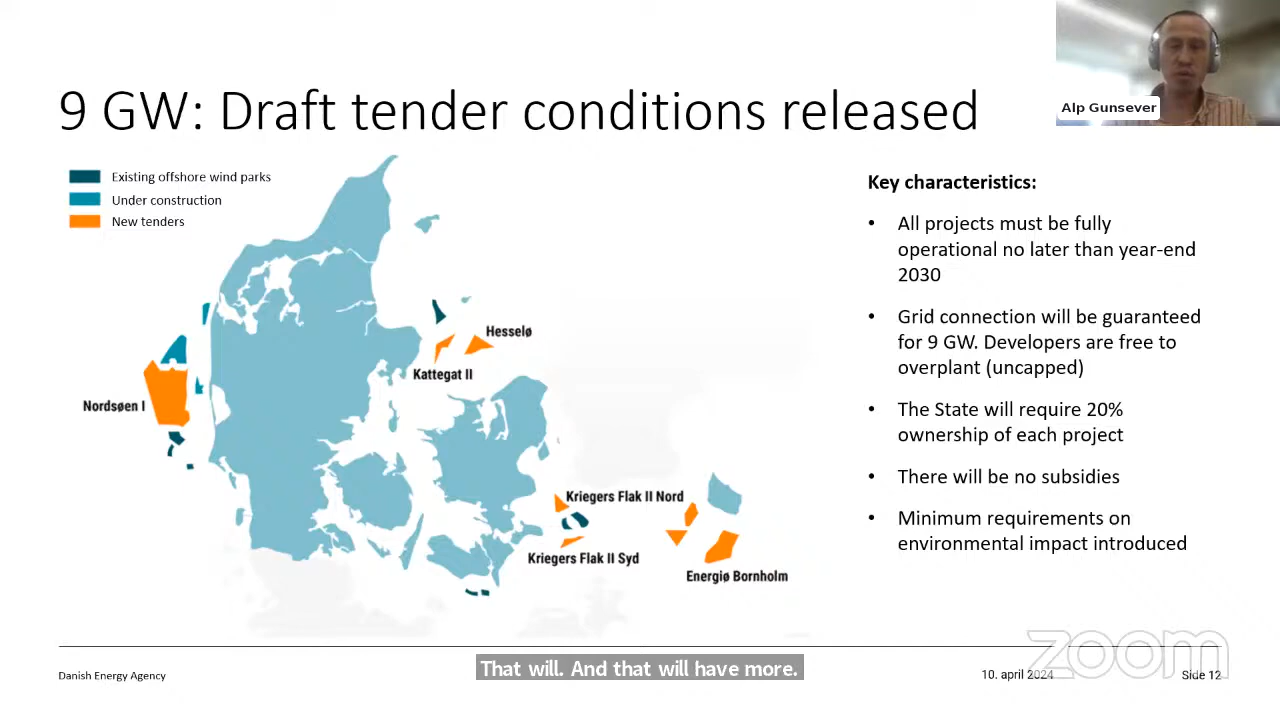 Alp Gunsever
9 GW: Draft tender conditions released
Existing offshore wind parks
Under construction
New tenders
Hesselø
Kattegat II
Nordsøen I
Kriegers Flak II Nord
Kriegers Flak II Syd
Energiø Bornholm
Key characteristics:
• All projects must be fully
operational no later than year-end
2030
• Grid connection will be guaranteed
for 9 GW. Developers are free to
overplant (uncapped)
• The State will require 20%
ownership of each project
• There will be no subsidies
• Minimum requirements on
environmental impact introduced
zoom
That will. And that will have more.
Danish Energy Agency
10. april 2024
Side 12